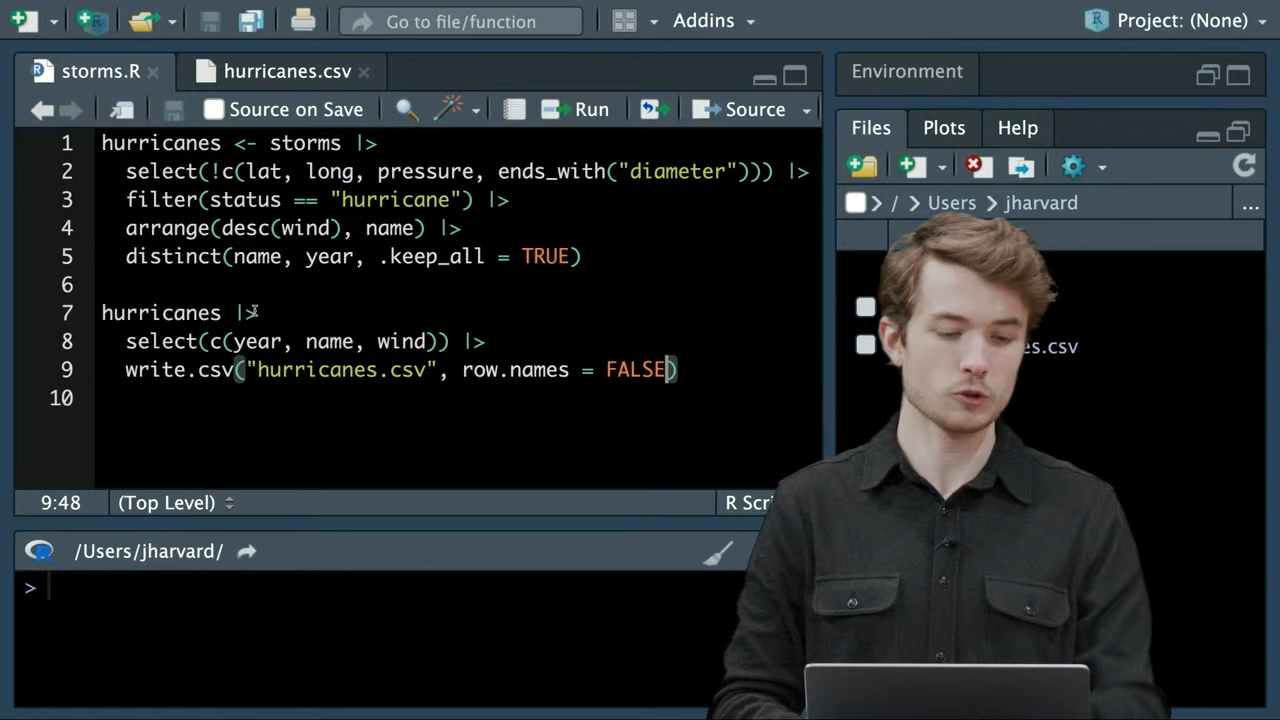 Go to file/function
Addins
Project: (None)
storms.R
hurricanes.csv
Source on Save
Run
Source
1 hurricanes <- storms |>
2 select(!c(lat, long, pressure, ends_with("diameter"))) |>
3 filter(status == "hurricane") |>
4 arrange(desc(wind), name) |>
5 distinct(name, year, .keep_all = TRUE)
6
7 hurricanes |>
8 select(c(year, name, wind)) |>
9 write.csv("hurricanes.csv", row.names = FALSE)
10
9:48
(Top Level)
R Scri
/Users/jharvard/
>
Environment
Files
Plots
Help
/ Users jharvard
...
es.csv